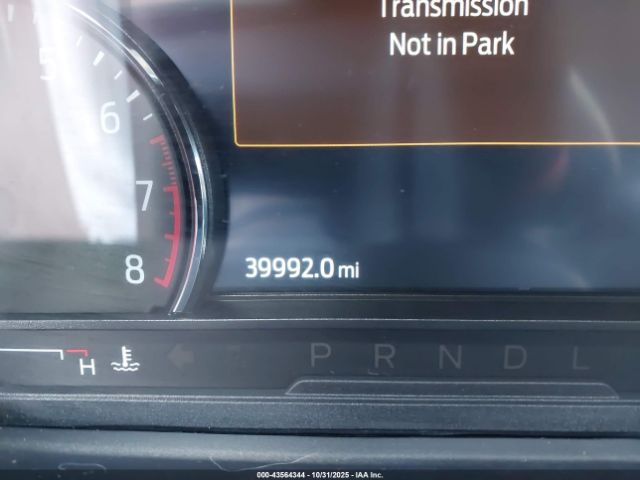 Transmission
Not in Park
5
6
7
8
39992.0 mi
H
P R N D L
000-43564344 - 10/31/2025 - IAA Inc.